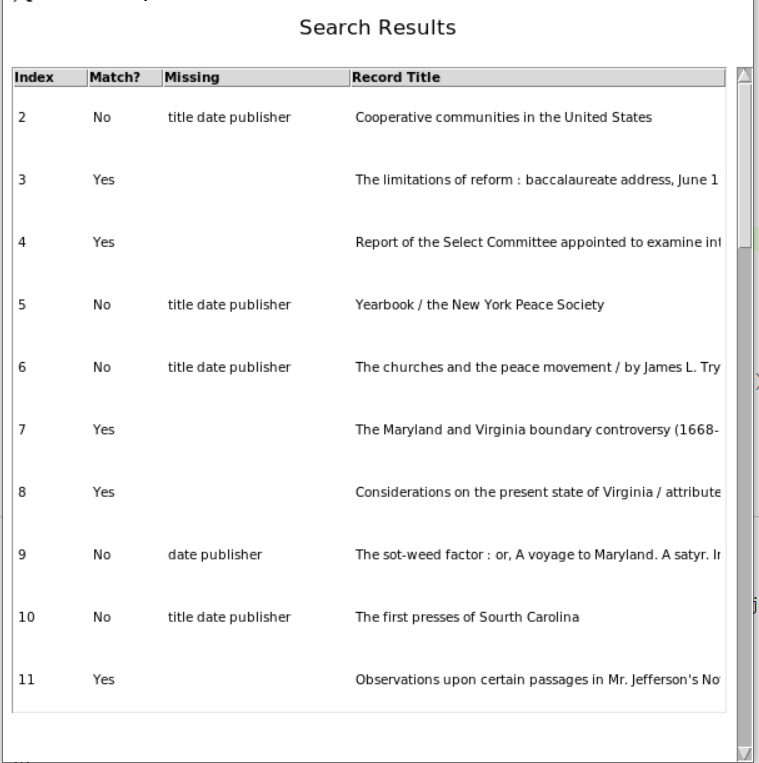 Search Results
Index Match? Missing Record Title
2 No title date publisher Cooperative communities in the United States
3 Yes The limitations of reform : baccalaureate address, June 1
4 Yes Report of the Select Committee appointed to examine int
5 No title date publisher Yearbook / the New York Peace Society
6 No title date publisher The churches and the peace movement / by James L. Try
7 Yes The Maryland and Virginia boundary controversy (1668-
8 Yes Considerations on the present state of Virginia / attribute
9 No date publisher The sot-weed factor : or, A voyage to Maryland. A satyr. Ir
10 No title date publisher The first presses of Sourth Carolina
11 Yes Observations upon certain passages in Mr. Jefferson's No